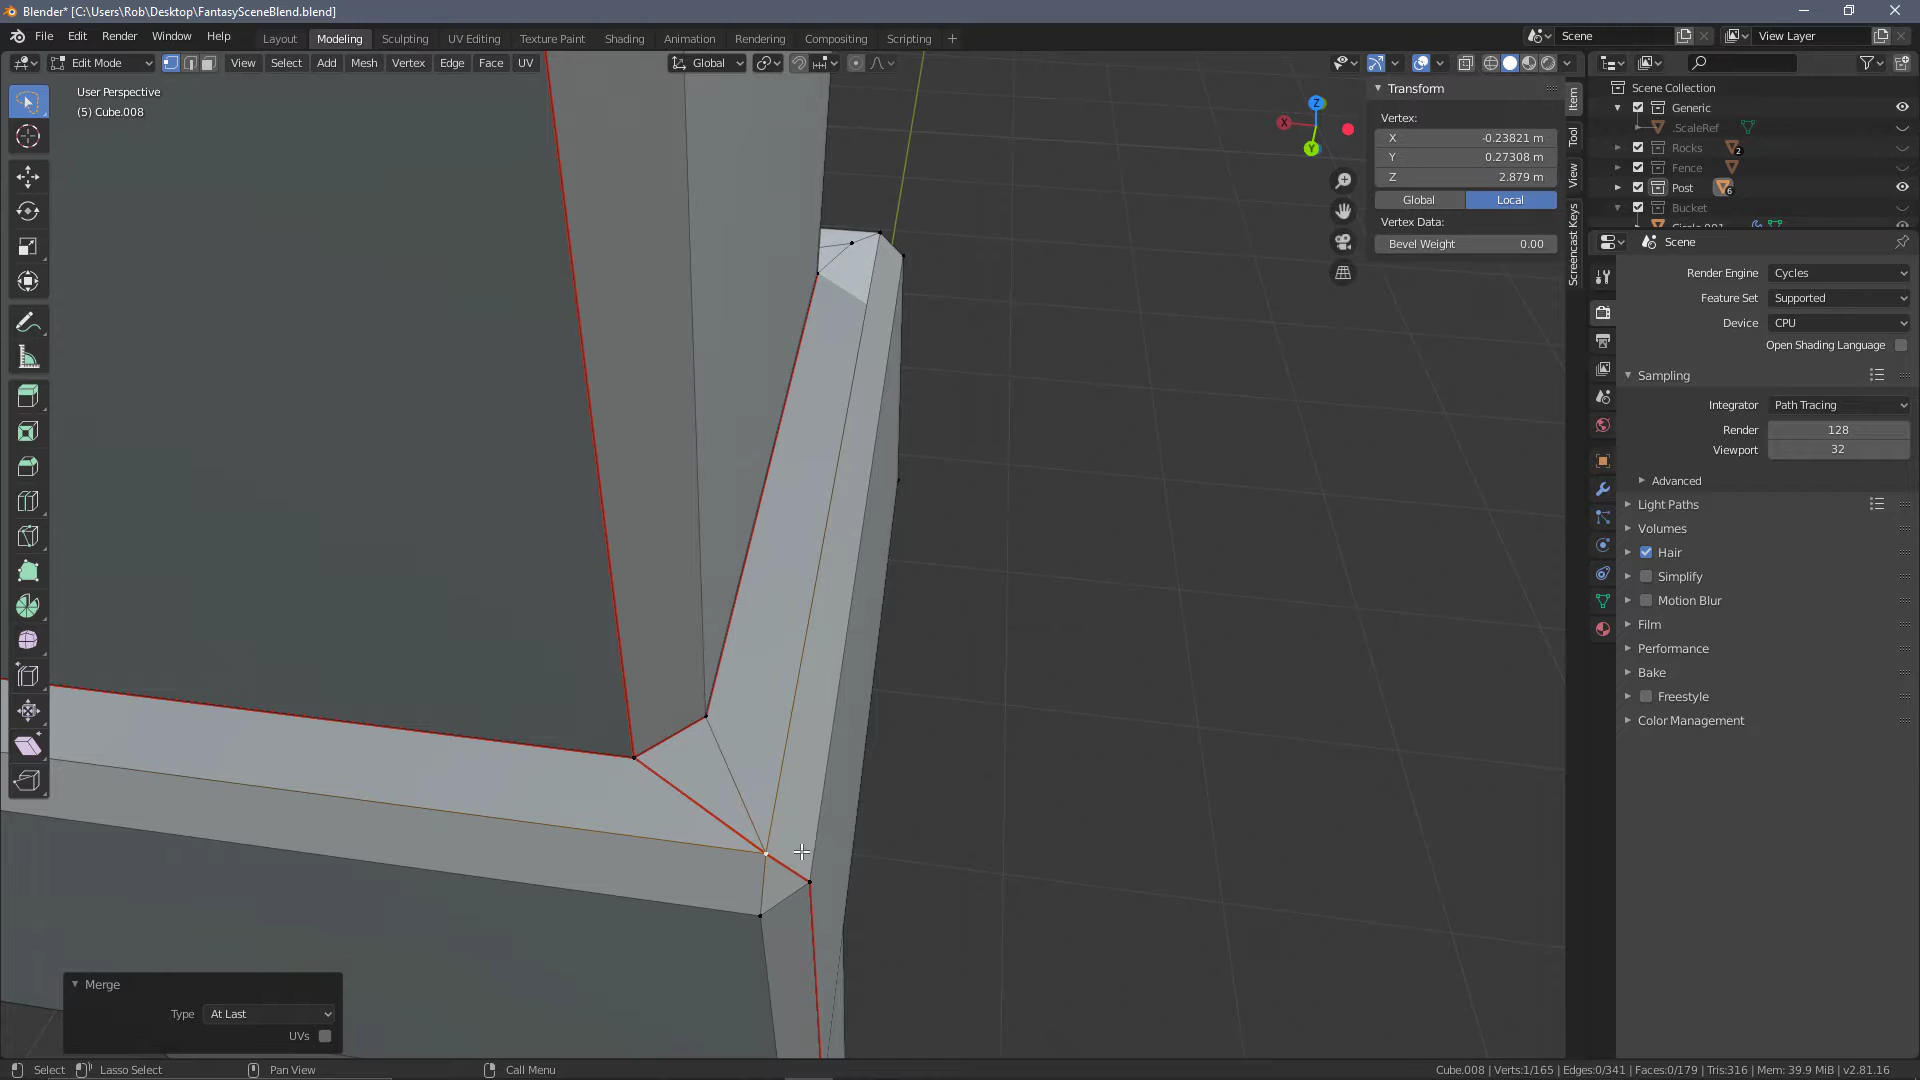 Blender* [C:\Users\Rob\Desktop\FantasySceneBlend.blend]
File Edit Render Window Help Layout Modeling Sculpting UV Editing Texture Paint Shading Animation Rendering Compositing Scripting + Scene View Layer
Edit Mode View Select Add Mesh Vertex Edge Face UV Global
User Perspective
(5) Cube.008
Z
X
Y
Transform
Vertex:
X -0.23821 m
Y 0.27308 m
Z 2.879 m
Global Local
Vertex Data:
Bevel Weight 0.00
Item
Tool
View
Screencast Keys
Scene Collection
Generic
.ScaleRef
Rocks 2
Fence
Post 6
Bucket
Circle.001
Scene
Render Engine Cycles
Feature Set Supported
Device CPU
Open Shading Language
Sampling
Integrator Path Tracing
Render 128
Viewport 32
Advanced
Light Paths
Volumes
Hair
Simplify
Motion Blur
Film
Performance
Bake
Freestyle
Color Management
Merge
Type At Last
UVs
Select Lasso Select Pan View Call Menu
Cube.008 | Verts:1/165 | Edges:0/341 | Faces:0/179 | Tris:316 | Mem: 39.9 MiB | v2.81.16